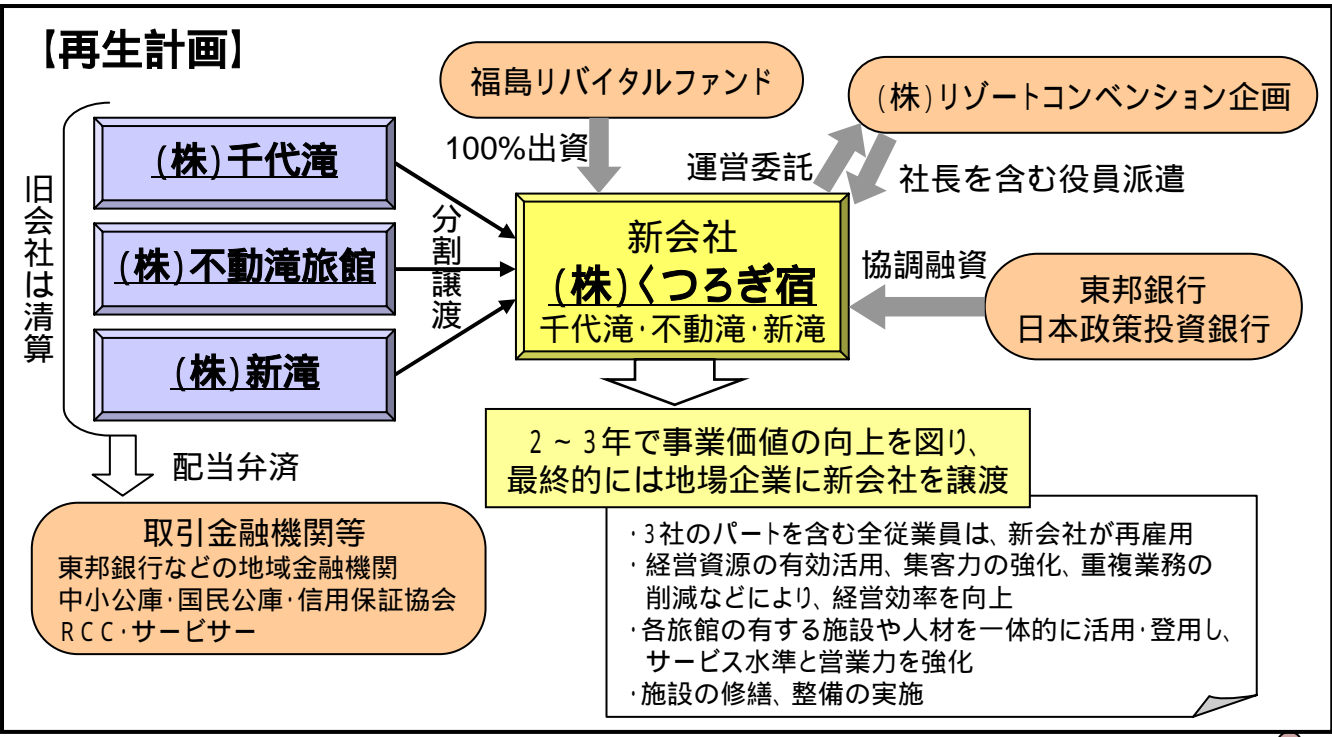 【再生計画】
福島リバイタルファンド
(株)リゾートコンベンション企画
100%出資
運営委託
社長を含む役員派遣
旧会社は清算
(株)千代滝
(株)不動滝旅館
(株)新滝
分割譲渡
新会社
(株)くつろぎ宿
千代滝・不動滝・新滝
協調融資
東邦銀行
日本政策投資銀行
配当弁済
取引金融機関等
東邦銀行などの地域金融機関
中小公庫・国民公庫・信用保証協会
RCC・サービサー
2~3年で事業価値の向上を図り、
最終的には地場企業に新会社を譲渡
・3社のパートを含む全従業員は、新会社が再雇用
・経営資源の有効活用、集客力の強化、重複業務の
削減などにより、経営効率を向上
・各旅館の有する施設や人材を一体的に活用・登用し、
サービス水準と営業力を強化
・施設の修繕、整備の実施